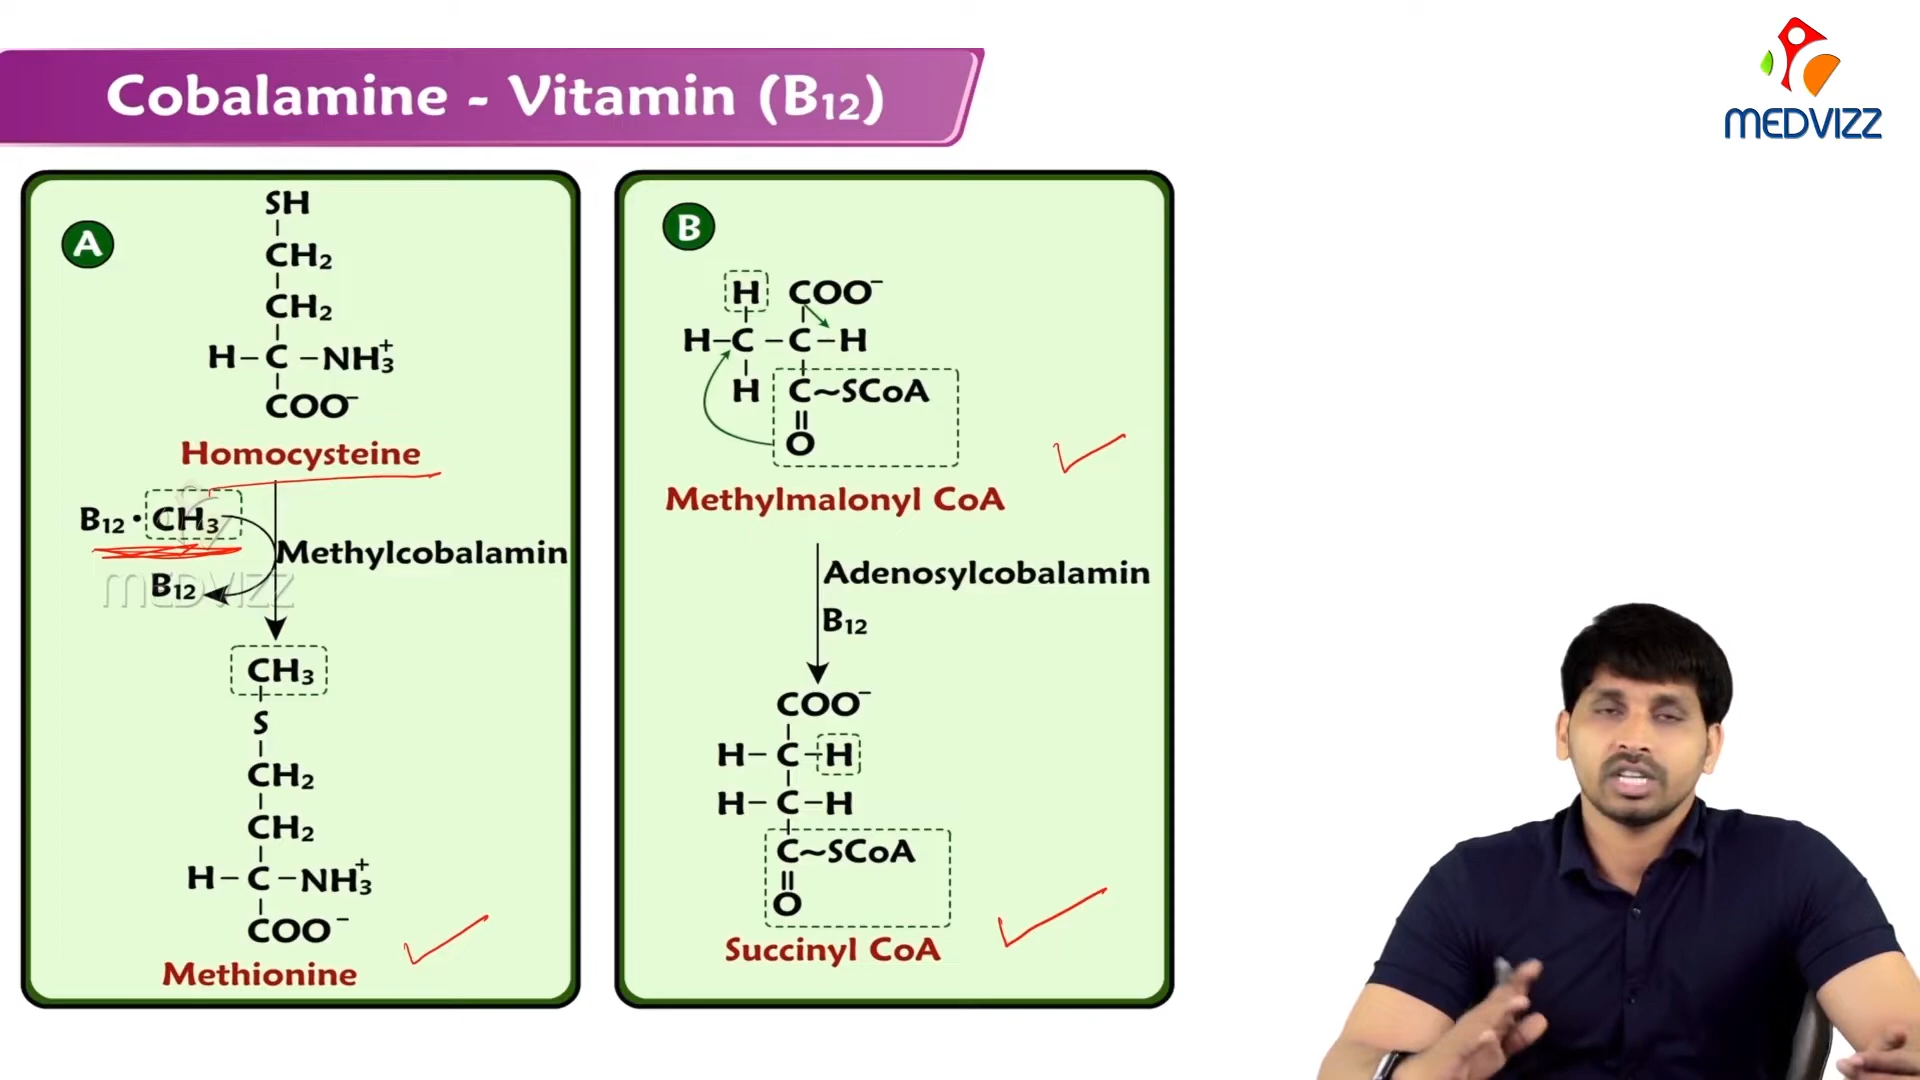 Cobalamine - Vitamin (B₁₂)
MEDVIZZ
A
SH
CH₂
CH₂
H–C–NH₃⁺
COO⁻
Homocysteine
B₁₂·CH₃
Methylcobalamin
B₁₂
MEDVIZZ
CH₃
S
CH₂
CH₂
H–C–NH₃⁺
COO⁻
Methionine
B
H COO⁻
H–C–C–H
H C~SCoA
O
Methylmalonyl CoA
Adenosylcobalamin
B₁₂
COO⁻
H–C–H
H–C–H
C~SCoA
O
Succinyl CoA